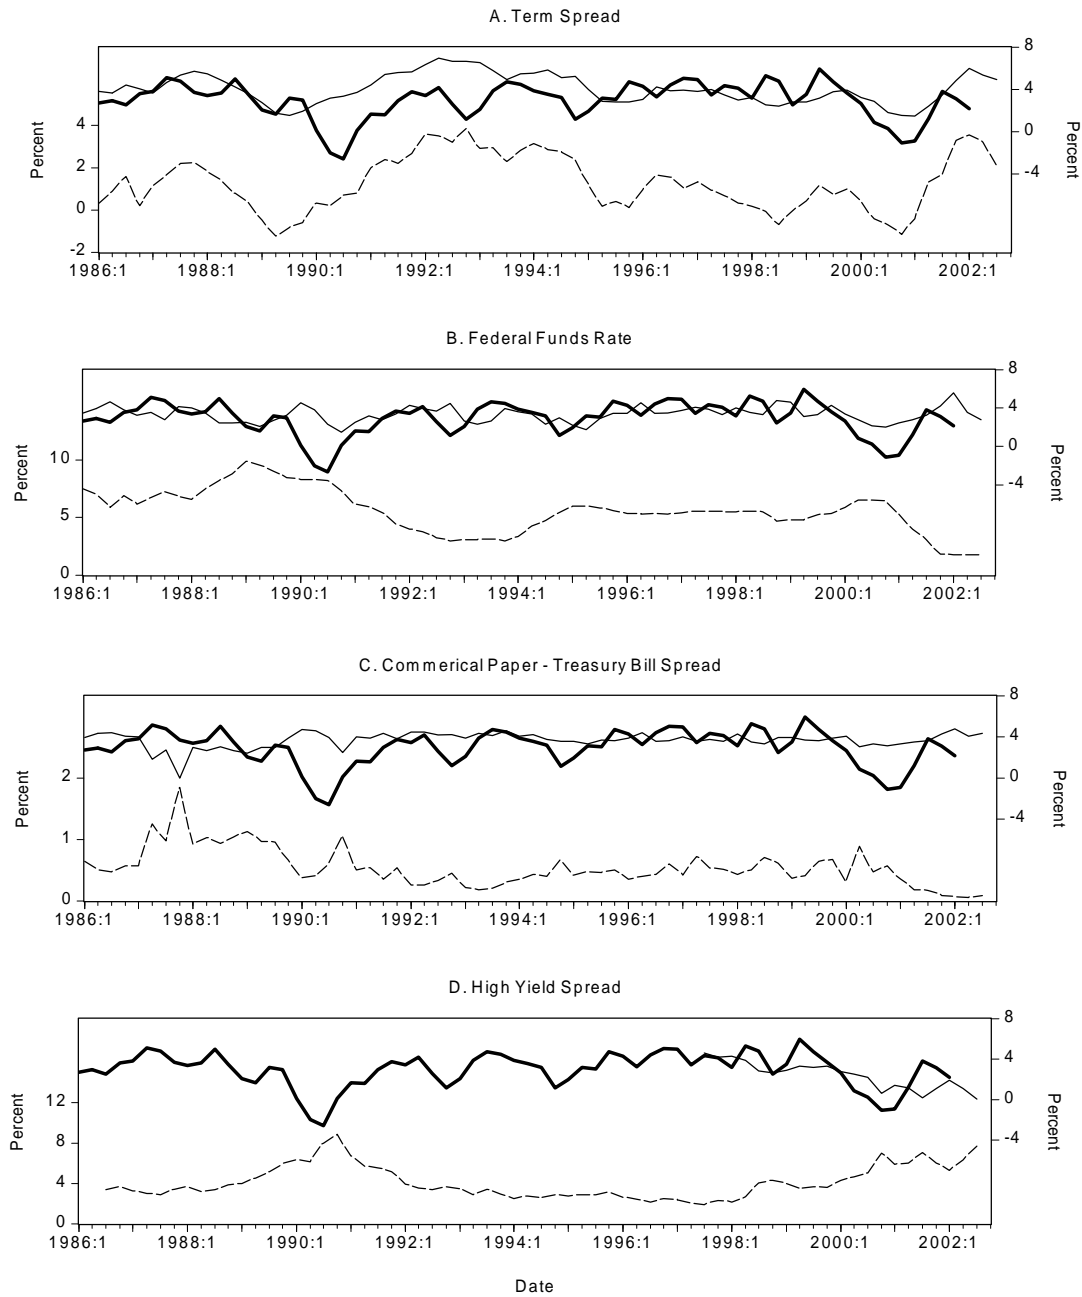 A. Term Spread
8
4
0
-4
4
2
0
-2
Percent
Percent
1986:1 1988:1 1990:1 1992:1 1994:1 1996:1 1998:1 2000:1 2002:1
B. Federal Funds Rate
8
4
0
-4
10
5
0
Percent
Percent
1986:1 1988:1 1990:1 1992:1 1994:1 1996:1 1998:1 2000:1 2002:1
C. Commerical Paper - Treasury Bill Spread
8
4
0
-4
2
1
0
Percent
Percent
1986:1 1988:1 1990:1 1992:1 1994:1 1996:1 1998:1 2000:1 2002:1
D. High Yield Spread
8
4
0
-4
12
8
4
0
Percent
Percent
1986:1 1988:1 1990:1 1992:1 1994:1 1996:1 1998:1 2000:1 2002:1
Date